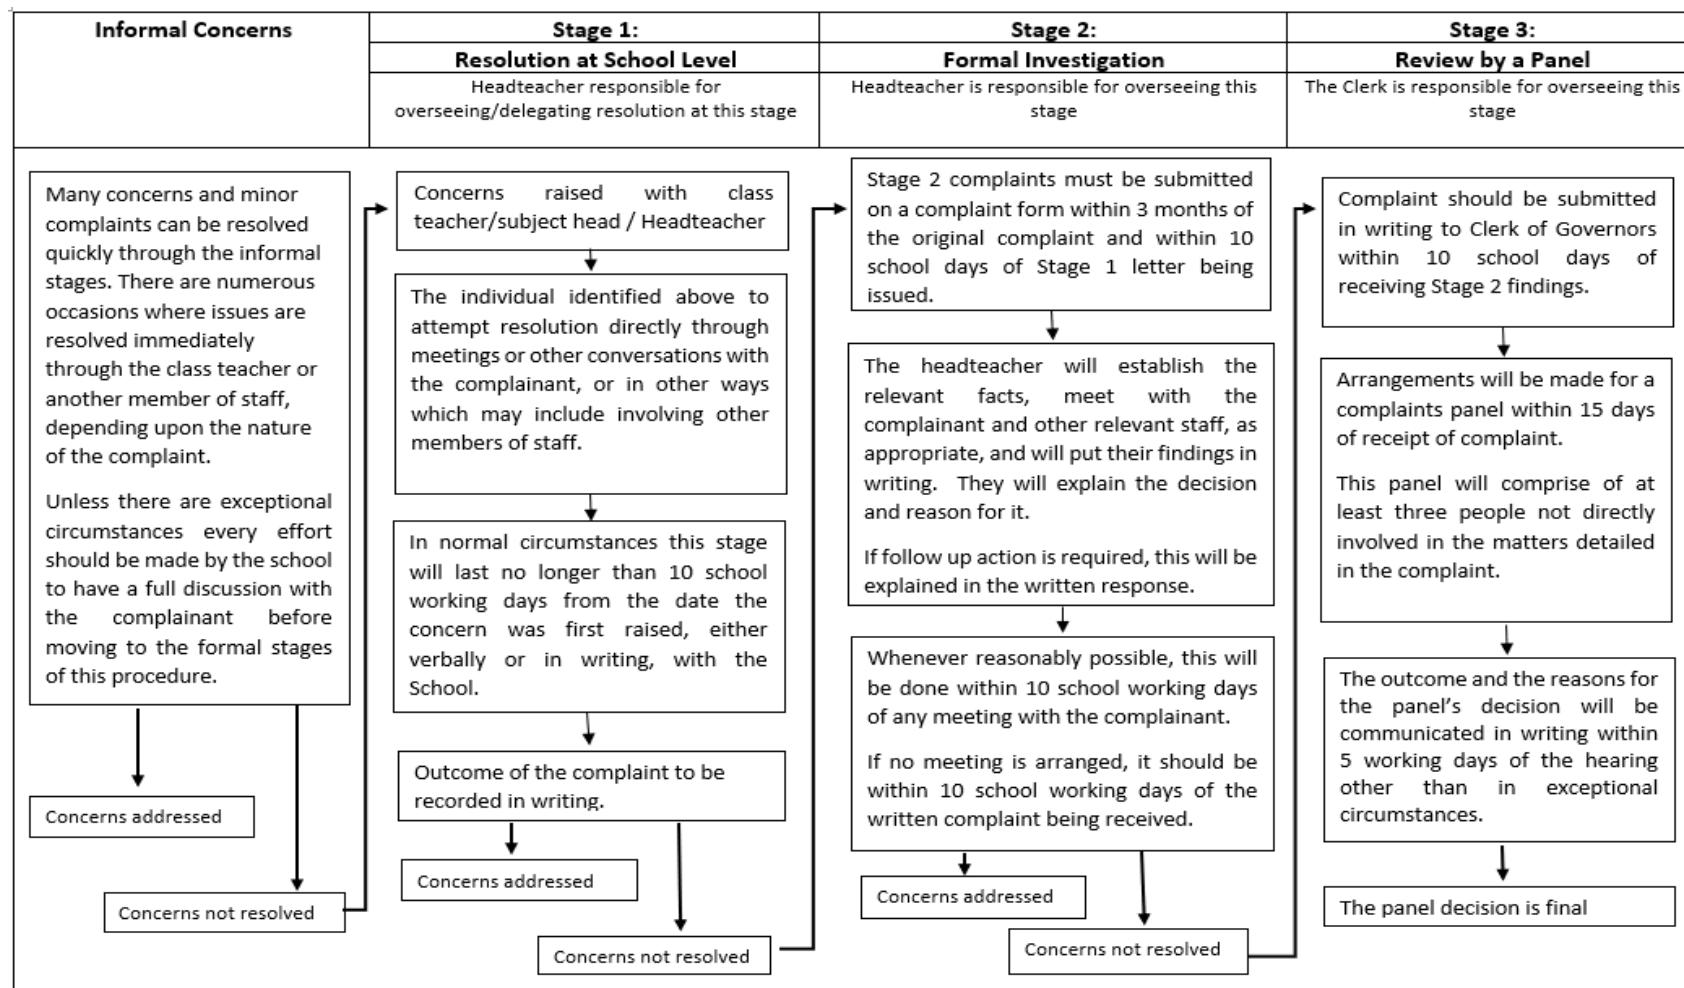 Informal Concerns
Stage 1:
Resolution at School Level
Headteacher responsible for
overseeing/delegating resolution at this stage
Stage 2:
Formal Investigation
Headteacher is responsible for overseeing this
stage
Stage 3:
Review by a Panel
The Clerk is responsible for overseeing this
stage
Many concerns and minor
complaints can be resolved
quickly through the informal
stages. There are numerous
occasions where issues are
resolved immediately
through the class teacher or
another member of staff,
depending upon the nature
of the complaint.
Unless there are exceptional
circumstances every effort
should be made by the school
to have a full discussion with
the complainant before
moving to the formal stages
of this procedure.
Concerns addressed
Concerns not resolved
Concerns raised with class
teacher/subject head / Headteacher
The individual identified above to
attempt resolution directly through
meetings or other conversations with
the complainant, or in other ways
which may include involving other
members of staff.
In normal circumstances this stage
will last no longer than 10 school
working days from the date the
concern was first raised, either
verbally or in writing, with the
School.
Outcome of the complaint to be
recorded in writing.
Concerns addressed
Concerns not resolved
Stage 2 complaints must be submitted
on a complaint form within 3 months of
the original complaint and within 10
school days of Stage 1 letter being
issued.
The headteacher will establish the
relevant facts, meet with the
complainant and other relevant staff, as
appropriate, and will put their findings in
writing. They will explain the decision
and reason for it.
If follow up action is required, this will be
explained in the written response.
Whenever reasonably possible, this will
be done within 10 school working days
of any meeting with the complainant.
If no meeting is arranged, it should be
within 10 school working days of the
written complaint being received.
Concerns addressed
Concerns not resolved
Complaint should be submitted
in writing to Clerk of Governors
within 10 school days of
receiving Stage 2 findings.
Arrangements will be made for a
complaints panel within 15 days
of receipt of complaint.
This panel will comprise of at
least three people not directly
involved in the matters detailed
in the complaint.
The outcome and the reasons for
the panel's decision will be
communicated in writing within
5 working days of the hearing
other than in exceptional
circumstances.
The panel decision is final